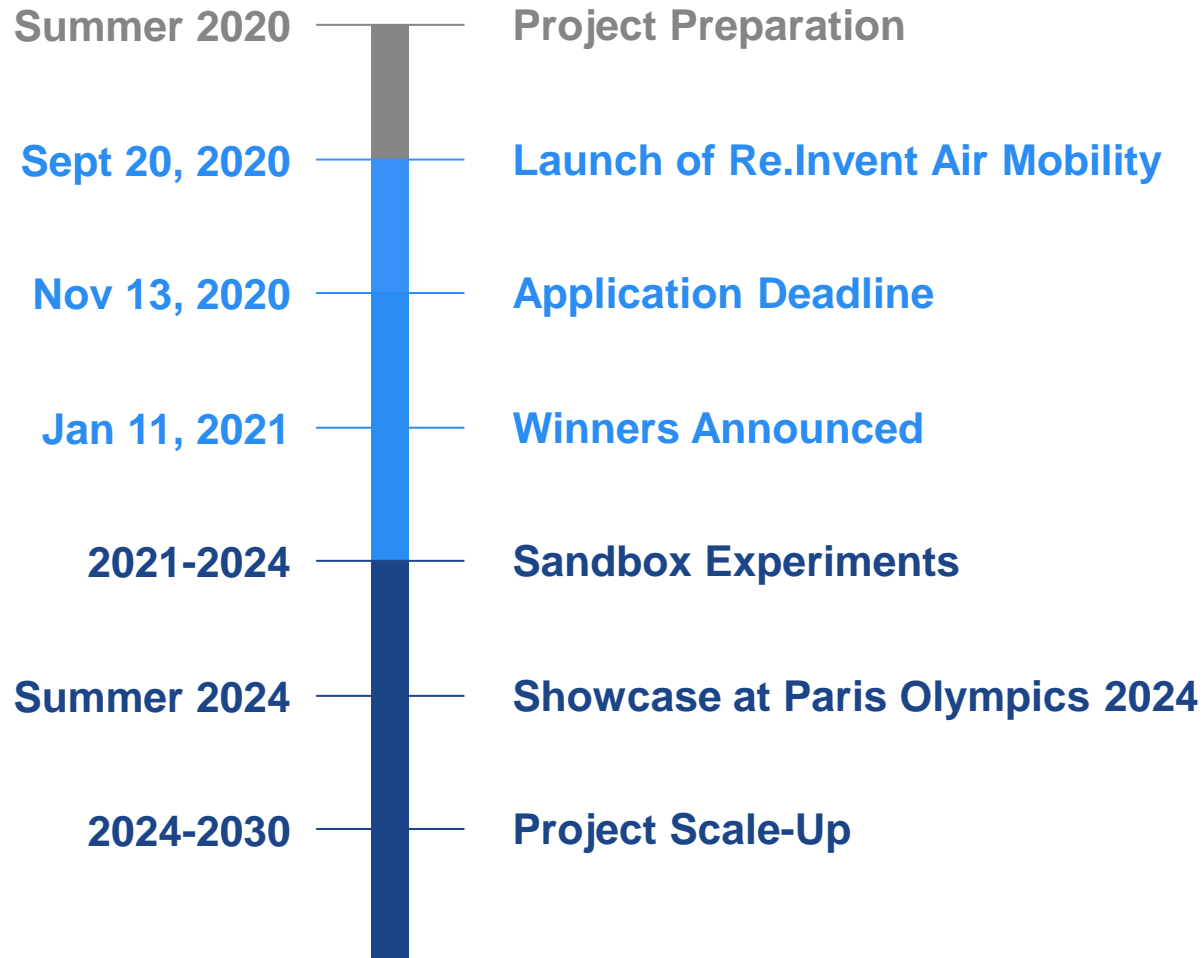 Summer 2020 Project Preparation
Sept 20, 2020 Launch of Re.Invent Air Mobility
Nov 13, 2020 Application Deadline
Jan 11, 2021 Winners Announced
2021-2024 Sandbox Experiments
Summer 2024 Showcase at Paris Olympics 2024
2024-2030 Project Scale-Up